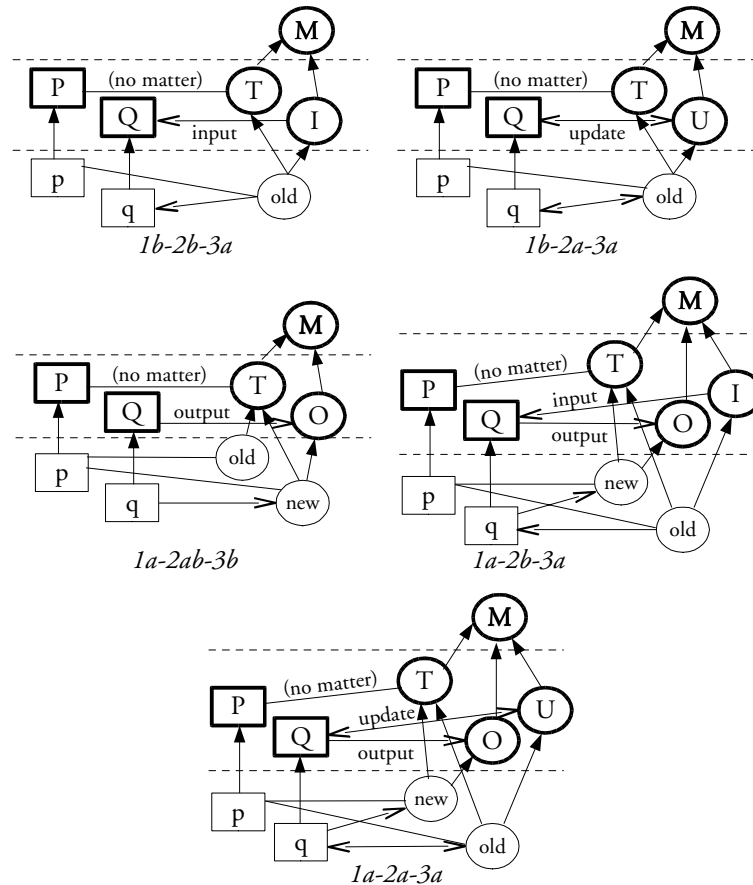 M
P
(no matter)
T
Q
input
I
p
q
old
1b-2b-3a
M
P
(no matter)
T
Q
update
U
p
q
old
1b-2a-3a
M
P
(no matter)
T
Q
output
O
old
p
q
new
1a-2ab-3b
M
P
(no matter)
T
input
I
Q
output
O
p
new
q
old
1a-2b-3a
M
P
(no matter)
T
update
U
Q
output
O
p
new
q
old
1a-2a-3a